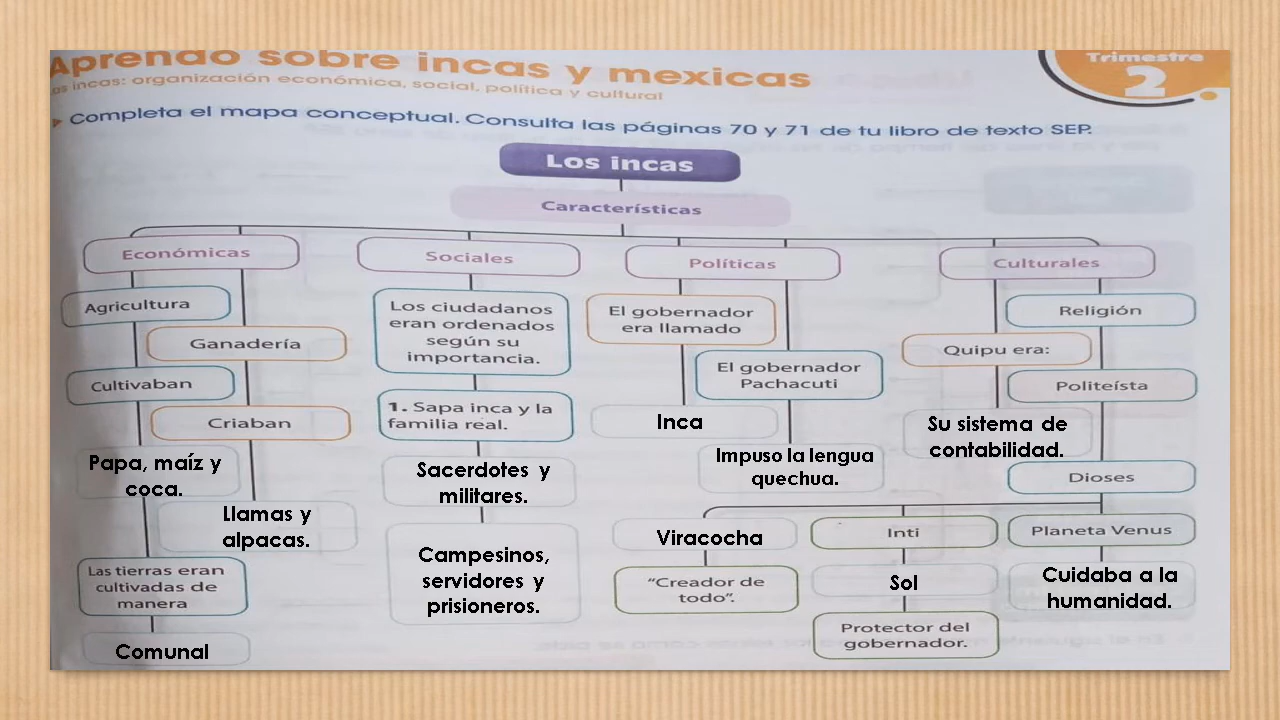 Aprendo sobre incas y mexicas
Los incas: organización económica, social, política y cultural
Trimestre
2
Completa el mapa conceptual. Consulta las páginas 70 y 71 de tu libro de texto SEP.
Los incas
Características
Económicas
Agricultura
Ganadería
Cultivaban
Criaban
Papa, maíz y
coca.
Llamas y
alpacas.
Las tierras eran
cultivadas de
manera
Comunal
Sociales
Los ciudadanos
eran ordenados
según su
importancia.
1. Sapa inca y la
familia real.
Sacerdotes y
militares.
Campesinos,
servidores y
prisioneros.
Políticas
El gobernador
era llamado
El gobernador
Pachacuti
Inca
Impuso la lengua
quechua.
Culturales
Religión
Quipu era:
Politeísta
Su sistema de
contabilidad.
Dioses
Viracocha
"Creador de
todo".
Inti
Sol
Protector del
gobernador.
Planeta Venus
Cuidaba a la
humanidad.